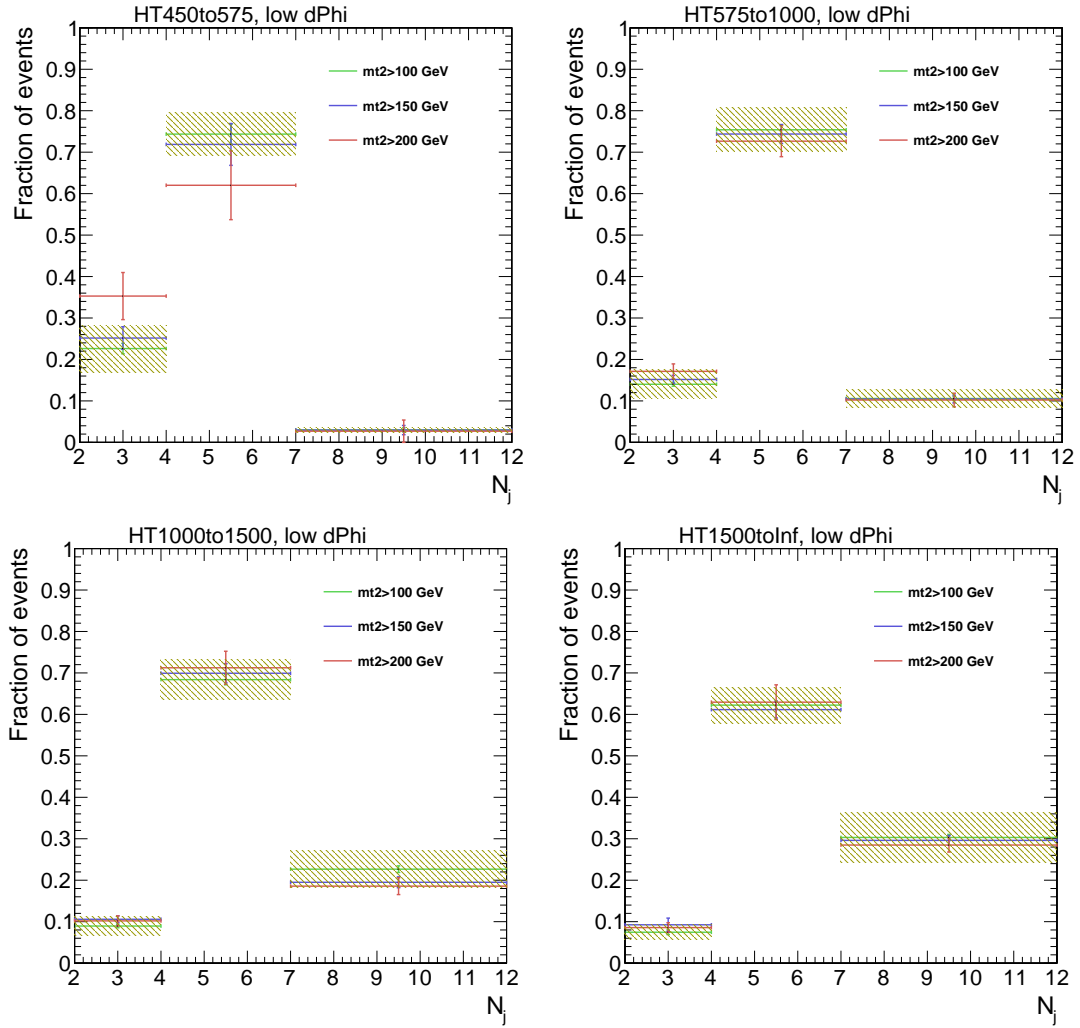 HT450to575, low dPhi
Fraction of events
1
0.9
0.8
0.7
0.6
0.5
0.4
0.3
0.2
0.1
0
mt2>100 GeV
mt2>150 GeV
mt2>200 GeV
2 3 4 5 6 7 8 9 10 11 12
Nj
HT575to1000, low dPhi
Fraction of events
1
0.9
0.8
0.7
0.6
0.5
0.4
0.3
0.2
0.1
0
mt2>100 GeV
mt2>150 GeV
mt2>200 GeV
2 3 4 5 6 7 8 9 10 11 12
Nj
HT1000to1500, low dPhi
Fraction of events
1
0.9
0.8
0.7
0.6
0.5
0.4
0.3
0.2
0.1
0
mt2>100 GeV
mt2>150 GeV
mt2>200 GeV
2 3 4 5 6 7 8 9 10 11 12
Nj
HT1500toInf, low dPhi
Fraction of events
1
0.9
0.8
0.7
0.6
0.5
0.4
0.3
0.2
0.1
0
mt2>100 GeV
mt2>150 GeV
mt2>200 GeV
2 3 4 5 6 7 8 9 10 11 12
Nj